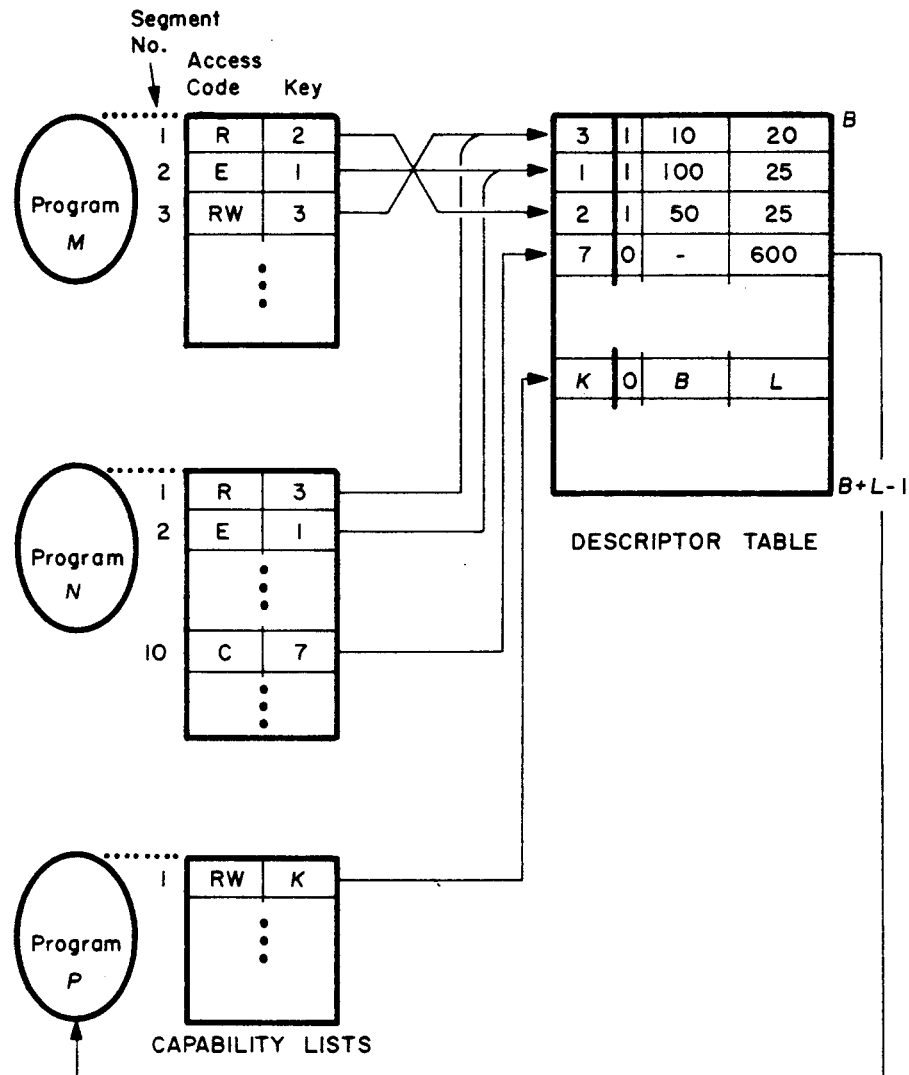 Segment
No.
Access
Code Key
1 R 2
2 E 1
3 RW 3
Program
M
B
3 1 10 20
1 1 100 25
2 1 50 25
7 0 - 600
K 0 B L
B+L-1
DESCRIPTOR TABLE
1 R 3
2 E 1
Program
N
10 C 7
1 RW K
Program
P
CAPABILITY LISTS